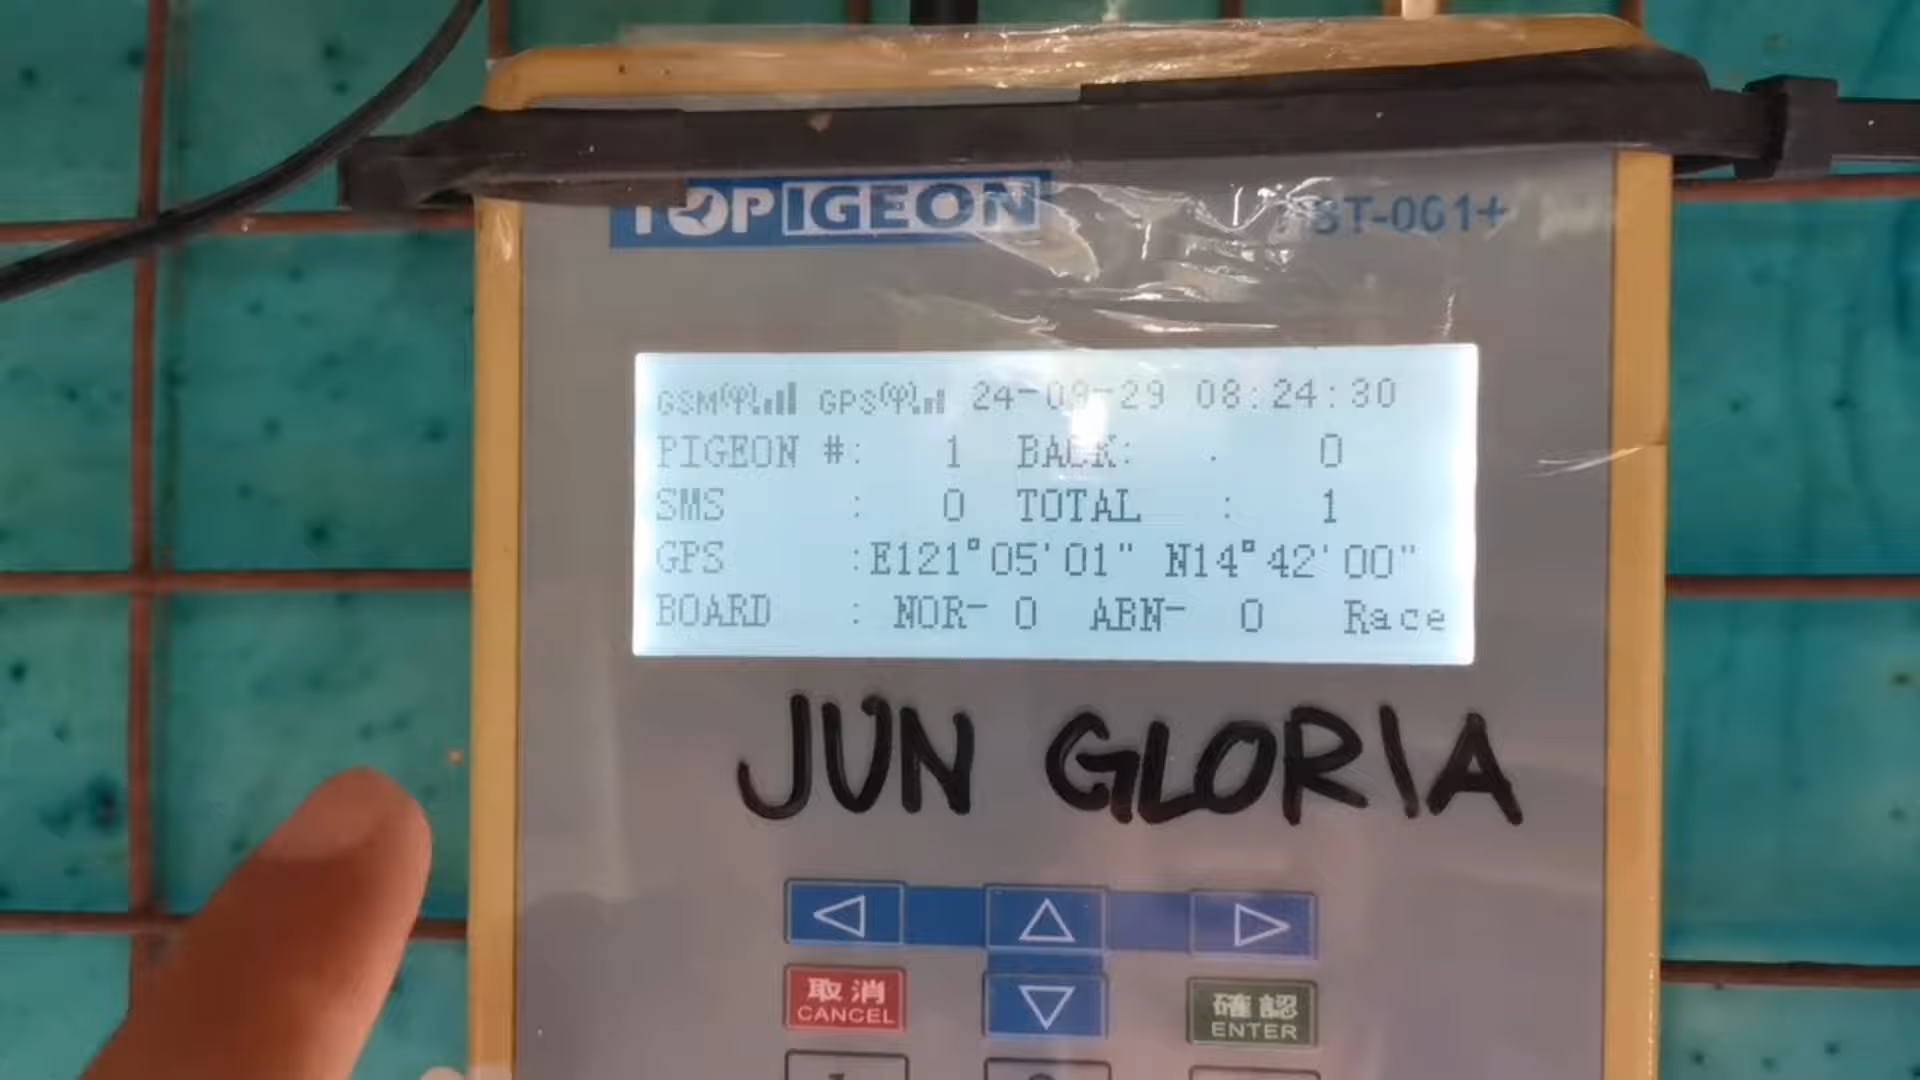 TOPIGEON
ST-061+
GSM GPS 24-09-29 08:24:30
PIGEON #: 1 BACK: 0
SMS : 0 TOTAL : 1
GPS :E121°05'01" N14°42'00"
BOARD : NOR- 0 ABN- 0 Race
JUN GLORIA
取消
CANCEL
確認
ENTER